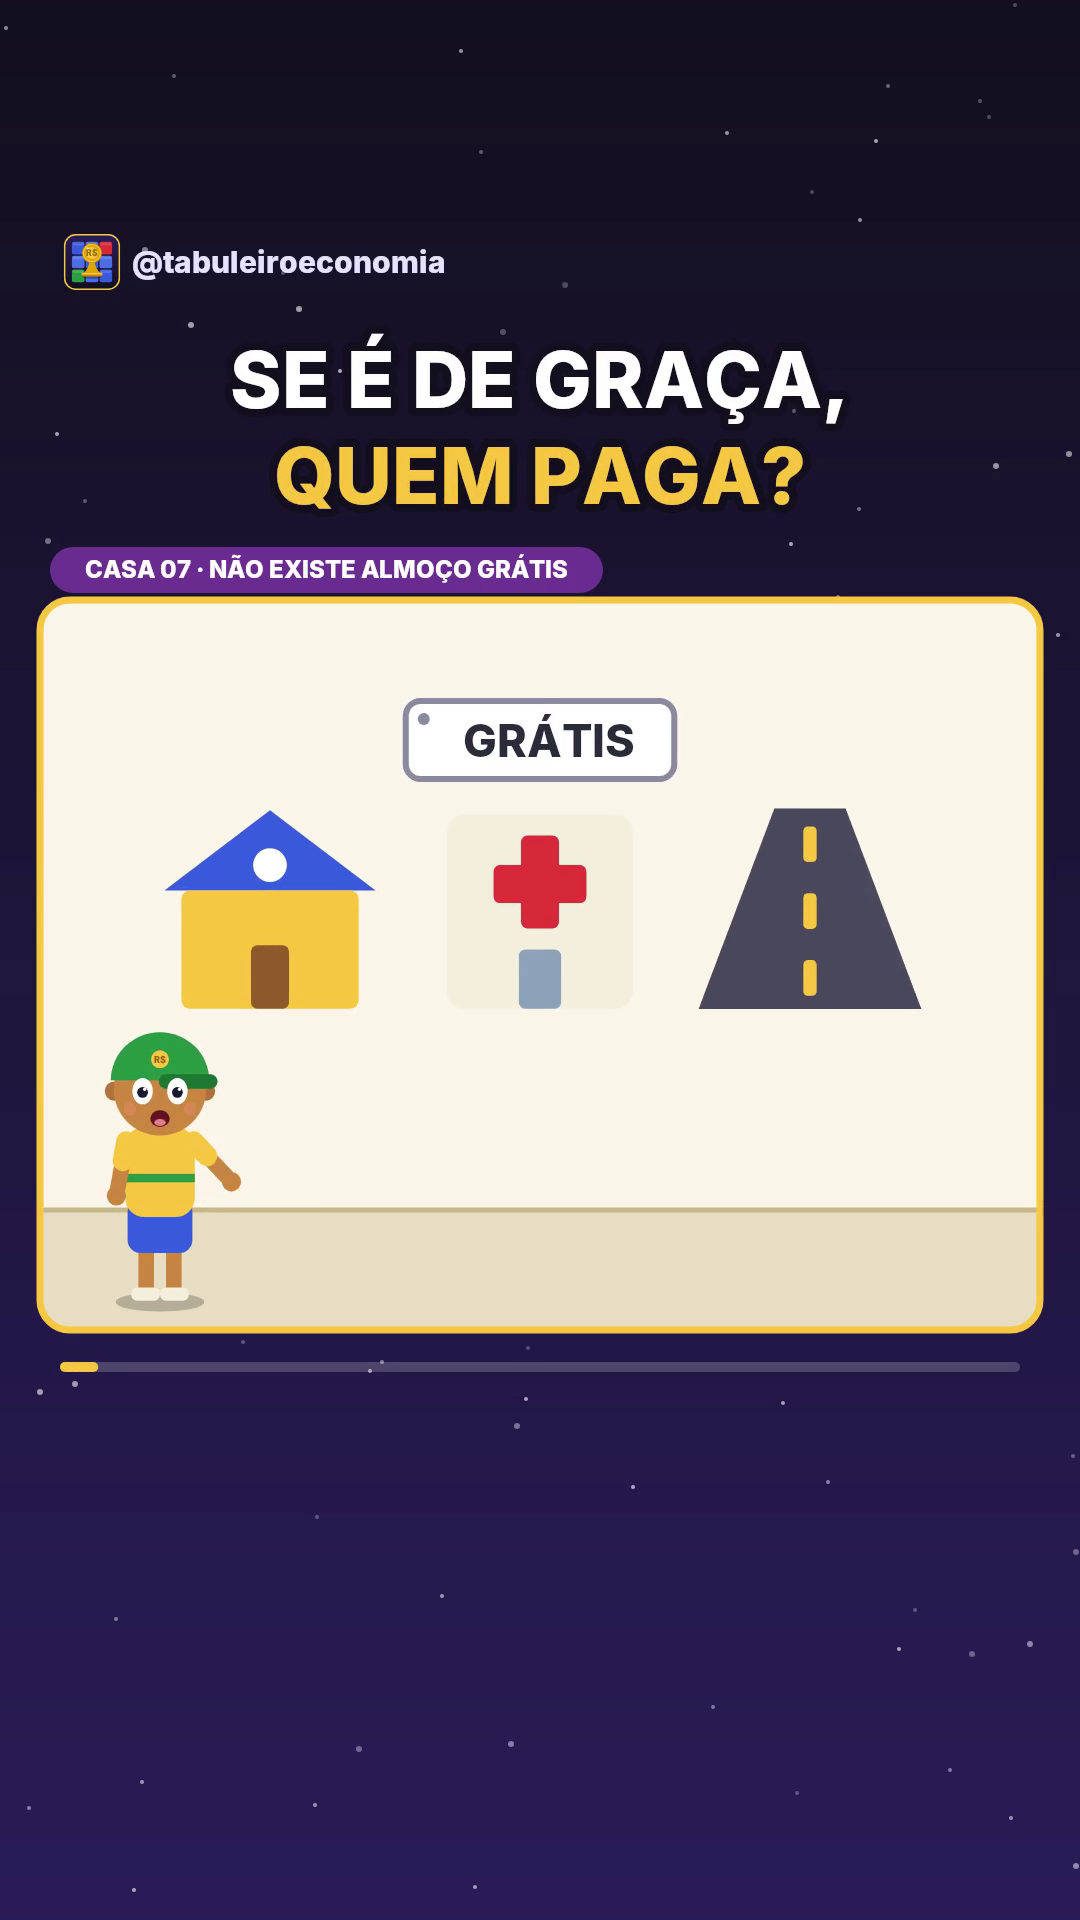 R$
@tabuleiroeconomia
SE É DE GRAÇA,
QUEM PAGA?
CASA 07 · NÃO EXISTE ALMOÇO GRÁTIS
GRÁTIS
R$